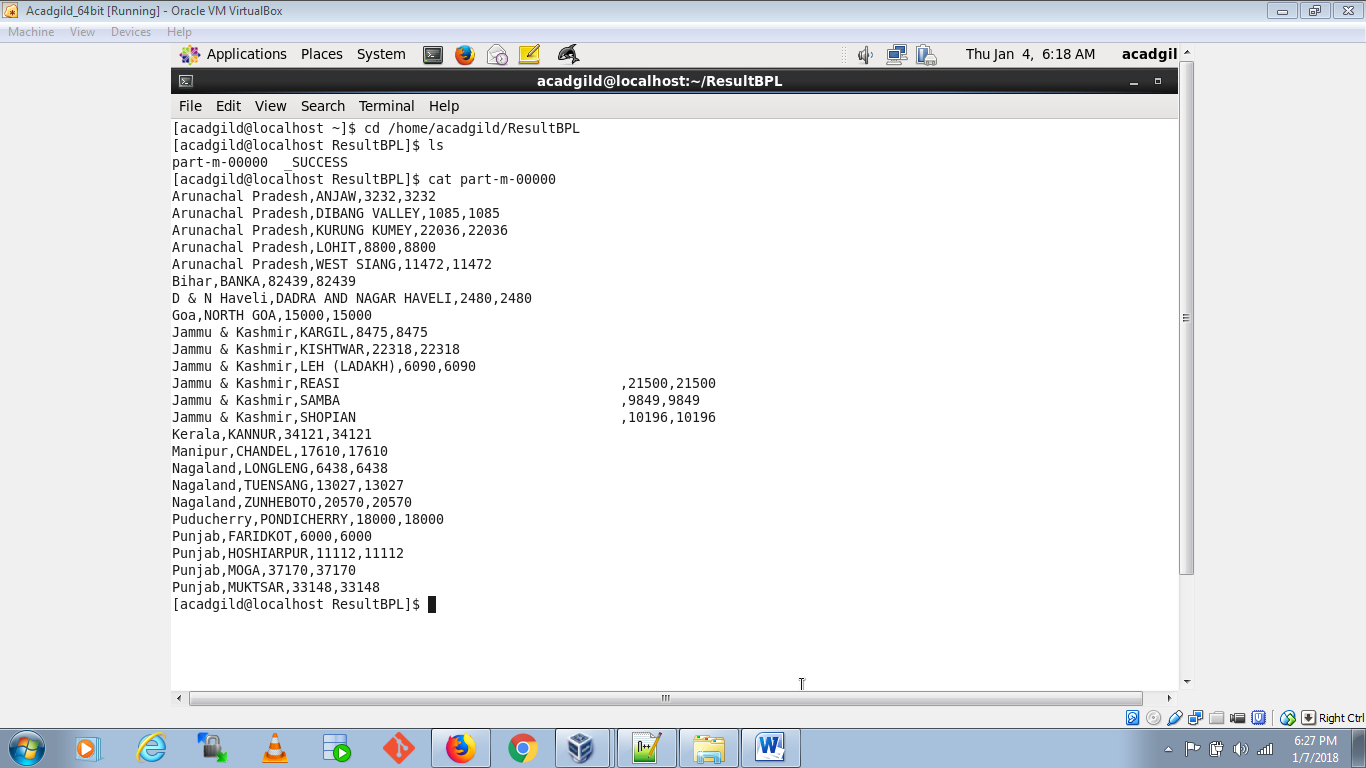 Acadgild_64bit [Running] - Oracle VM VirtualBox
Machine View Devices Help
Applications Places System Thu Jan 4, 6:18 AM acadgil
acadgild@localhost:~/ResultBPL
File Edit View Search Terminal Help
[acadgild@localhost ~]$ cd /home/acadgild/ResultBPL
[acadgild@localhost ResultBPL]$ ls
part-m-00000  _SUCCESS
[acadgild@localhost ResultBPL]$ cat part-m-00000
Arunachal Pradesh,ANJAW,3232,3232
Arunachal Pradesh,DIBANG VALLEY,1085,1085
Arunachal Pradesh,KURUNG KUMEY,22036,22036
Arunachal Pradesh,LOHIT,8800,8800
Arunachal Pradesh,WEST SIANG,11472,11472
Bihar,BANKA,82439,82439
D & N Haveli,DADRA AND NAGAR HAVELI,2480,2480
Goa,NORTH GOA,15000,15000
Jammu & Kashmir,KARGIL,8475,8475
Jammu & Kashmir,KISHTWAR,22318,22318
Jammu & Kashmir,LEH (LADAKH),6090,6090
Jammu & Kashmir,REASI                                   ,21500,21500
Jammu & Kashmir,SAMBA                                   ,9849,9849
Jammu & Kashmir,SHOPIAN                                 ,10196,10196
Kerala,KANNUR,34121,34121
Manipur,CHANDEL,17610,17610
Nagaland,LONGLENG,6438,6438
Nagaland,TUENSANG,13027,13027
Nagaland,ZUNHEBOTO,20570,20570
Puducherry,PONDICHERRY,18000,18000
Punjab,FARIDKOT,6000,6000
Punjab,HOSHIARPUR,11112,11112
Punjab,MOGA,37170,37170
Punjab,MUKTSAR,33148,33148
[acadgild@localhost ResultBPL]$
Right Ctrl
6:27 PM
1/7/2018